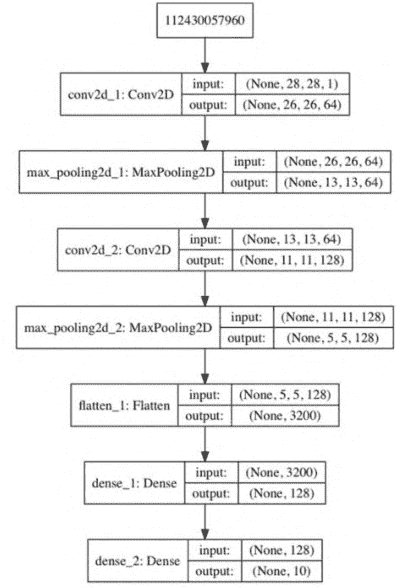 112430057960
conv2d_1: Conv2D
input: (None, 28, 28, 1)
output: (None, 26, 26, 64)
max_pooling2d_1: MaxPooling2D
input: (None, 26, 26, 64)
output: (None, 13, 13, 64)
conv2d_2: Conv2D
input: (None, 13, 13, 64)
output: (None, 11, 11, 128)
max_pooling2d_2: MaxPooling2D
input: (None, 11, 11, 128)
output: (None, 5, 5, 128)
flatten_1: Flatten
input: (None, 5, 5, 128)
output: (None, 3200)
dense_1: Dense
input: (None, 3200)
output: (None, 128)
dense_2: Dense
input: (None, 128)
output: (None, 10)